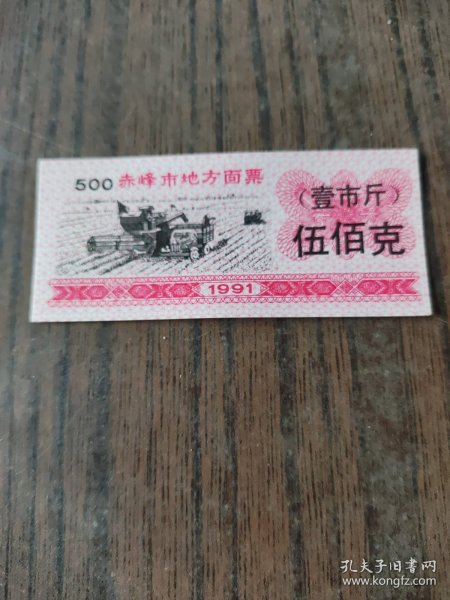 500 赤峰市地方面票
（壹市斤）
伍佰克
1991
孔夫子旧书网
www.kongfz.com